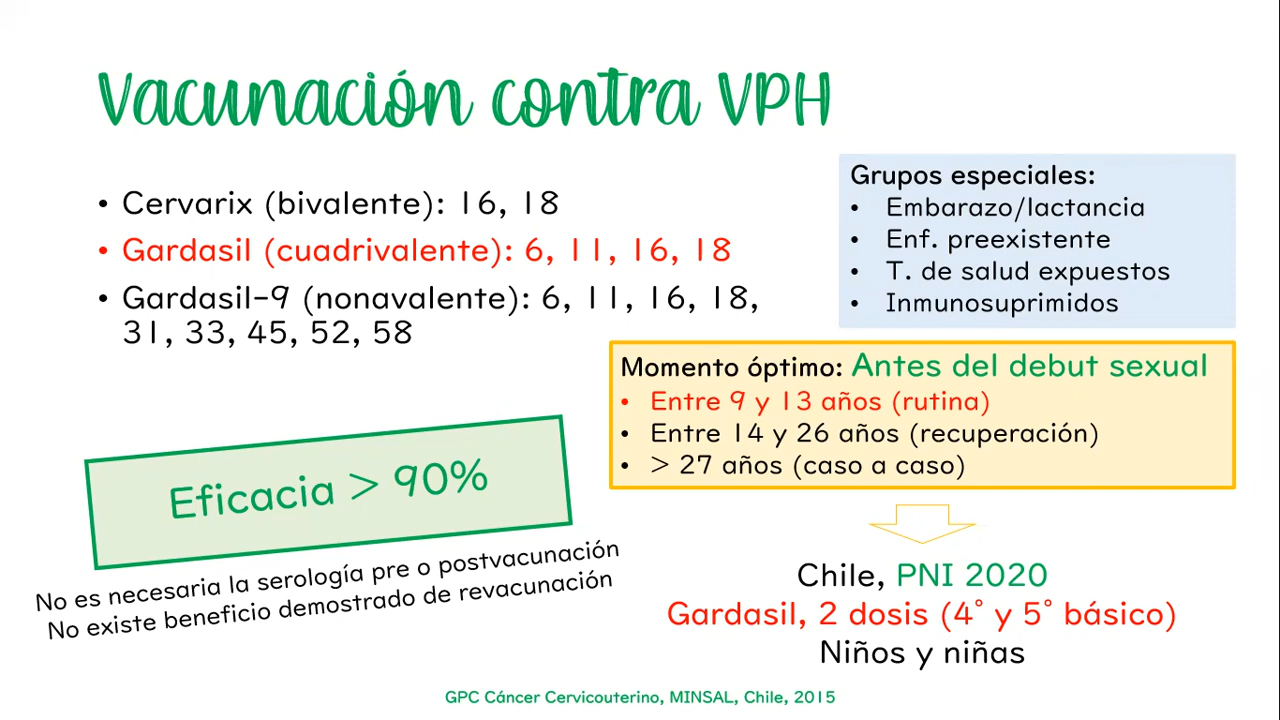 Vacunación contra VPH
• Cervarix (bivalente): 16, 18
• Gardasil (cuadrivalente): 6, 11, 16, 18
• Gardasil-9 (nonavalente): 6, 11, 16, 18,
31, 33, 45, 52, 58
Grupos especiales:
• Embarazo/lactancia
• Enf. preexistente
• T. de salud expuestos
• Inmunosuprimidos
Momento óptimo: Antes del debut sexual
• Entre 9 y 13 años (rutina)
• Entre 14 y 26 años (recuperación)
• > 27 años (caso a caso)
Eficacia > 90%
No es necesaria la serología pre o postvacunación
No existe beneficio demostrado de revacunación
Chile, PNI 2020
Gardasil, 2 dosis (4° y 5° básico)
Niños y niñas
GPC Cáncer Cervicouterino, MINSAL, Chile, 2015